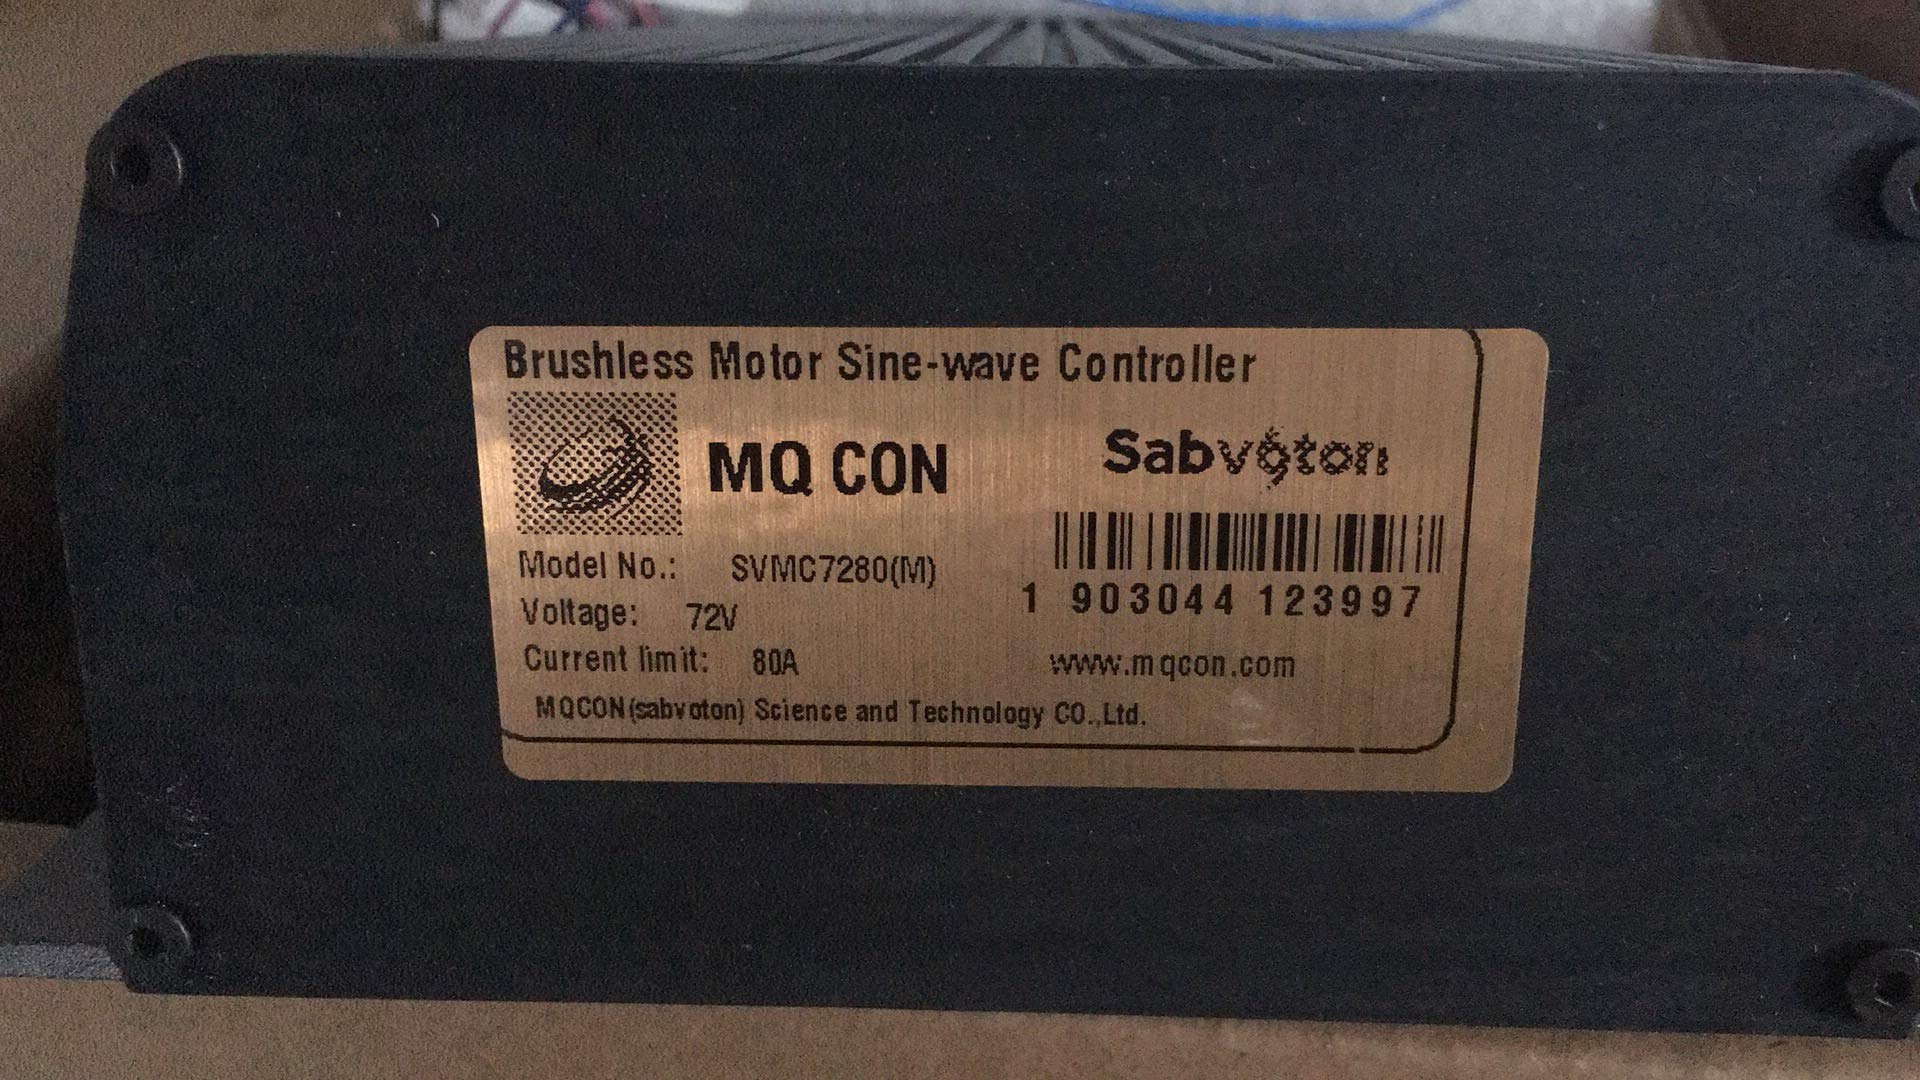 Brushless Motor Sine-wave Controller
MQ CON
Sabvoton
Model No.: SVMC7280(M)
1 903044 123997
Voltage: 72V
Current limit: 80A
www.mqcon.com
MQCON(sabvoton) Science and Technology CO.,Ltd.